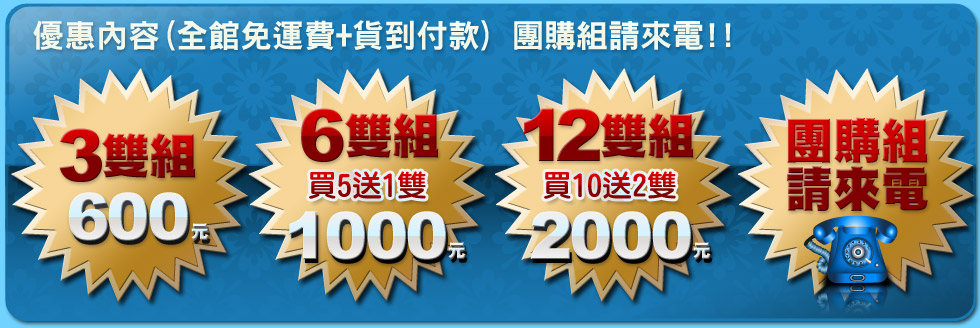 優惠內容(全館免運費+貨到付款) 團購組請來電!!
3雙組
600元
6雙組
買5送1雙
1000元
12雙組
買10送2雙
2000元
團購組
請來電